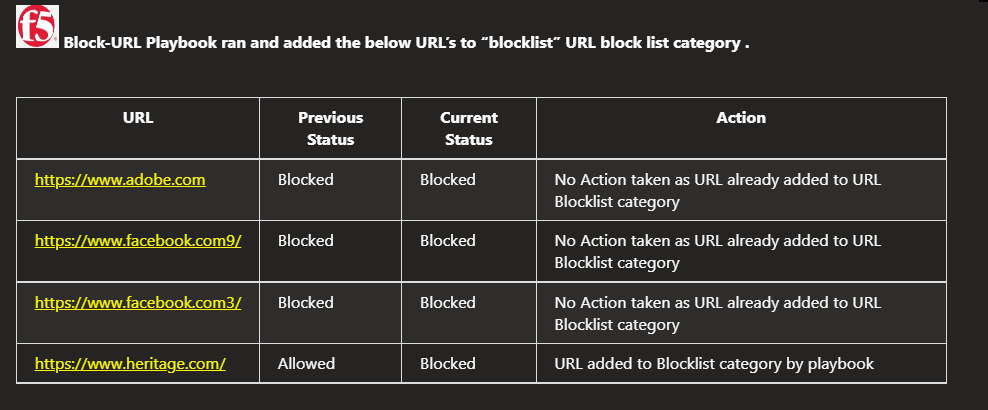 f5
Block-URL Playbook ran and added the below URL's to “blocklist” URL block list category .
URL
Previous
Status
Current
Status
Action
https://www.adobe.com
Blocked
Blocked
No Action taken as URL already added to URL
Blocklist category
https://www.facebook.com9/
Blocked
Blocked
No Action taken as URL already added to URL
Blocklist category
https://www.facebook.com3/
Blocked
Blocked
No Action taken as URL already added to URL
Blocklist category
https://www.heritage.com/
Allowed
Blocked
URL added to Blocklist category by playbook